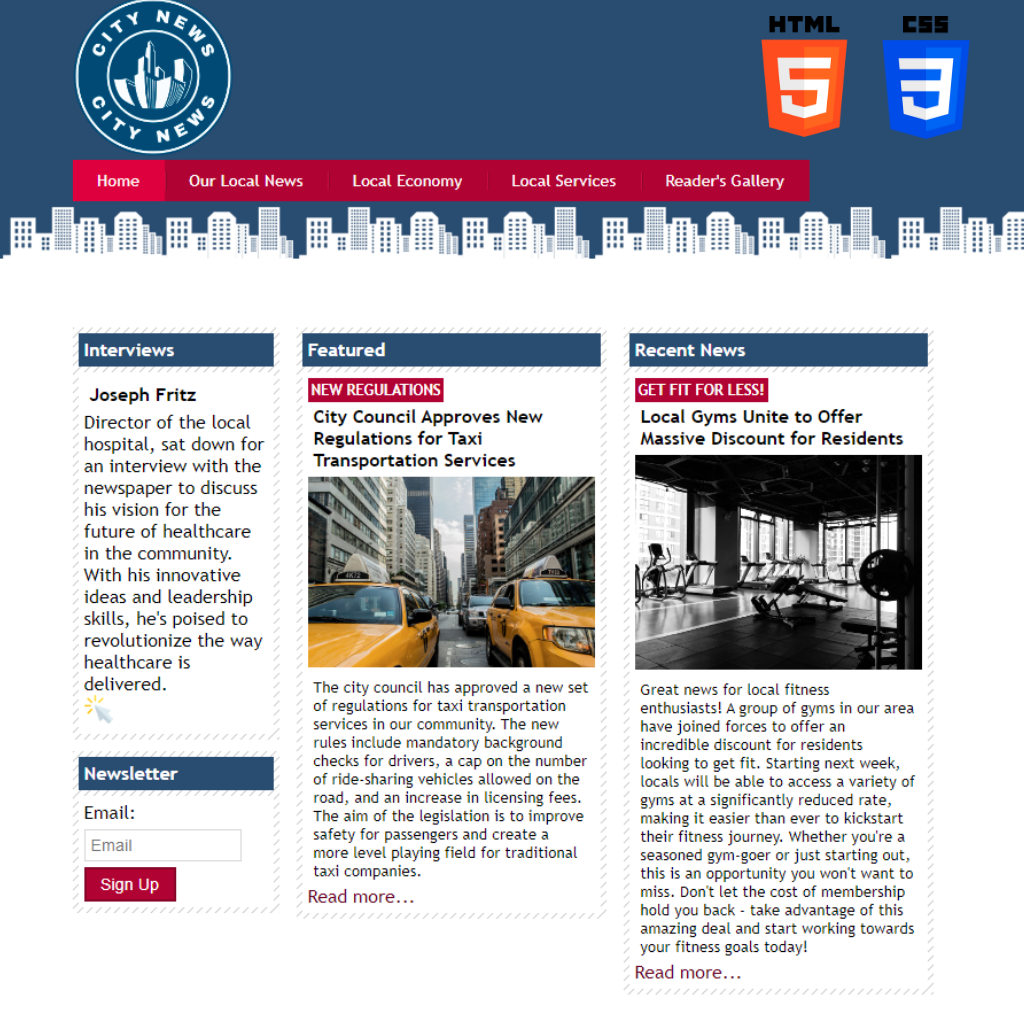 CITY NEWS
CITY NEWS
HTML
5
CSS
3
Home
Our Local News
Local Economy
Local Services
Reader's Gallery
Interviews
Joseph Fritz
Director of the local
hospital, sat down for
an interview with the
newspaper to discuss
his vision for the
future of healthcare
in the community.
With his innovative
ideas and leadership
skills, he's poised to
revolutionize the way
healthcare is
delivered.
Newsletter
Email:
Email
Sign Up
Featured
NEW REGULATIONS
City Council Approves New
Regulations for Taxi
Transportation Services
The city council has approved a new set
of regulations for taxi transportation
services in our community. The new
rules include mandatory background
checks for drivers, a cap on the number
of ride-sharing vehicles allowed on the
road, and an increase in licensing fees.
The aim of the legislation is to improve
safety for passengers and create a
more level playing field for traditional
taxi companies.
Read more...
Recent News
GET FIT FOR LESS!
Local Gyms Unite to Offer
Massive Discount for Residents
Great news for local fitness
enthusiasts! A group of gyms in our area
have joined forces to offer an
incredible discount for residents
looking to get fit. Starting next week,
locals will be able to access a variety of
gyms at a significantly reduced rate,
making it easier than ever to kickstart
their fitness journey. Whether you're a
seasoned gym-goer or just starting out,
this is an opportunity you won't want to
miss. Don't let the cost of membership
hold you back - take advantage of this
amazing deal and start working towards
your fitness goals today!
Read more...